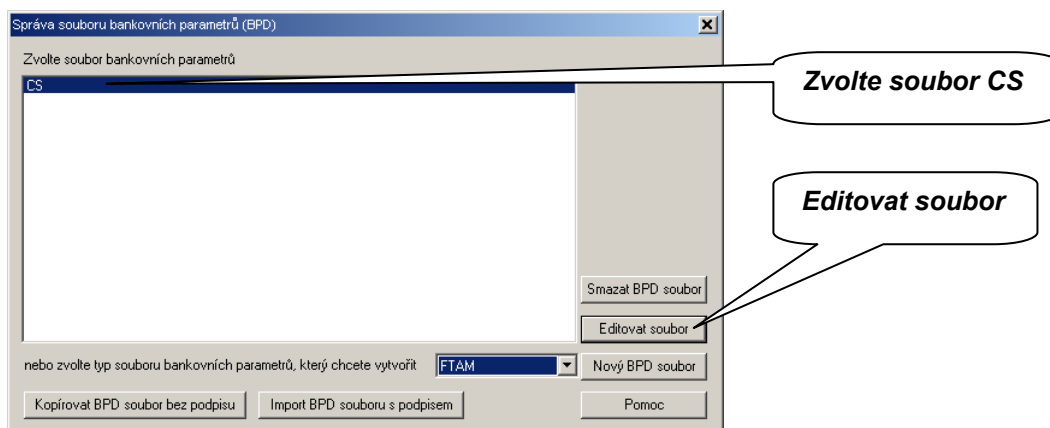 Správa souboru bankovních parametrů (BPD)
Zvolte soubor bankovních parametrů
CS
Zvolte soubor CS
Editovat soubor
Smazat BPD soubor
Editovat soubor
nebo zvolte typ souboru bankovních parametrů, který chcete vytvořit FTAM Nový BPD soubor
Kopírovat BPD soubor bez podpisu Import BPD souboru s podpisem Pomoc